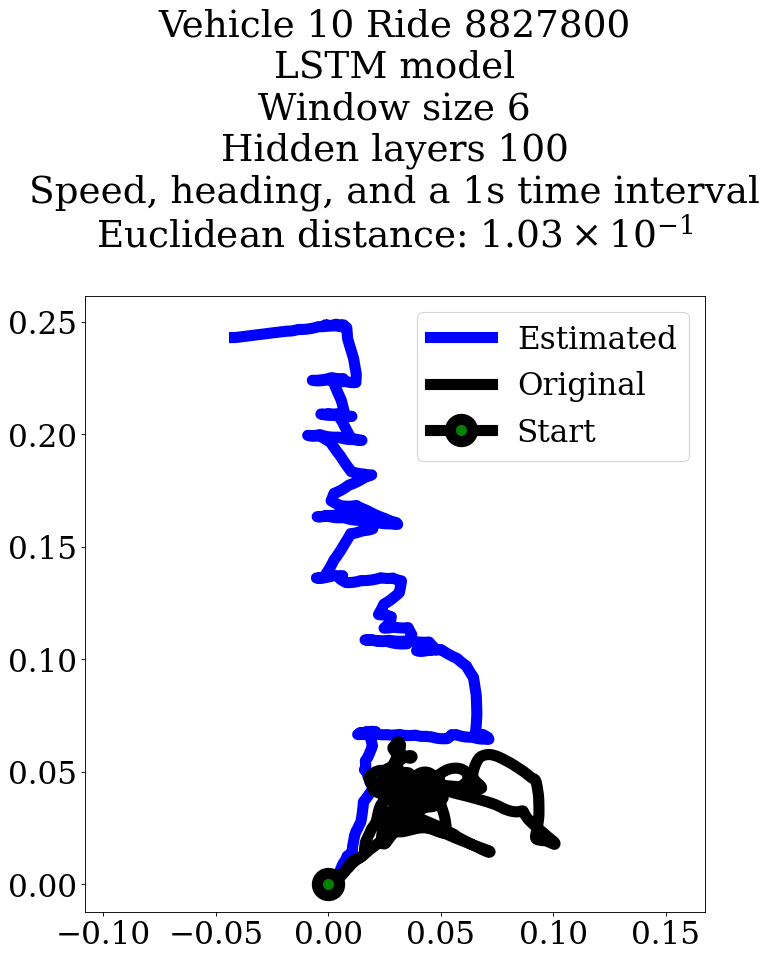 Vehicle 10 Ride 8827800
LSTM model
Window size 6
Hidden layers 100
Speed, heading, and a 1s time interval
Euclidean distance: 1.03 × 10⁻¹
Estimated
Original
Start
0.25
0.20
0.15
0.10
0.05
0.00
−0.10 −0.05 0.00 0.05 0.10 0.15